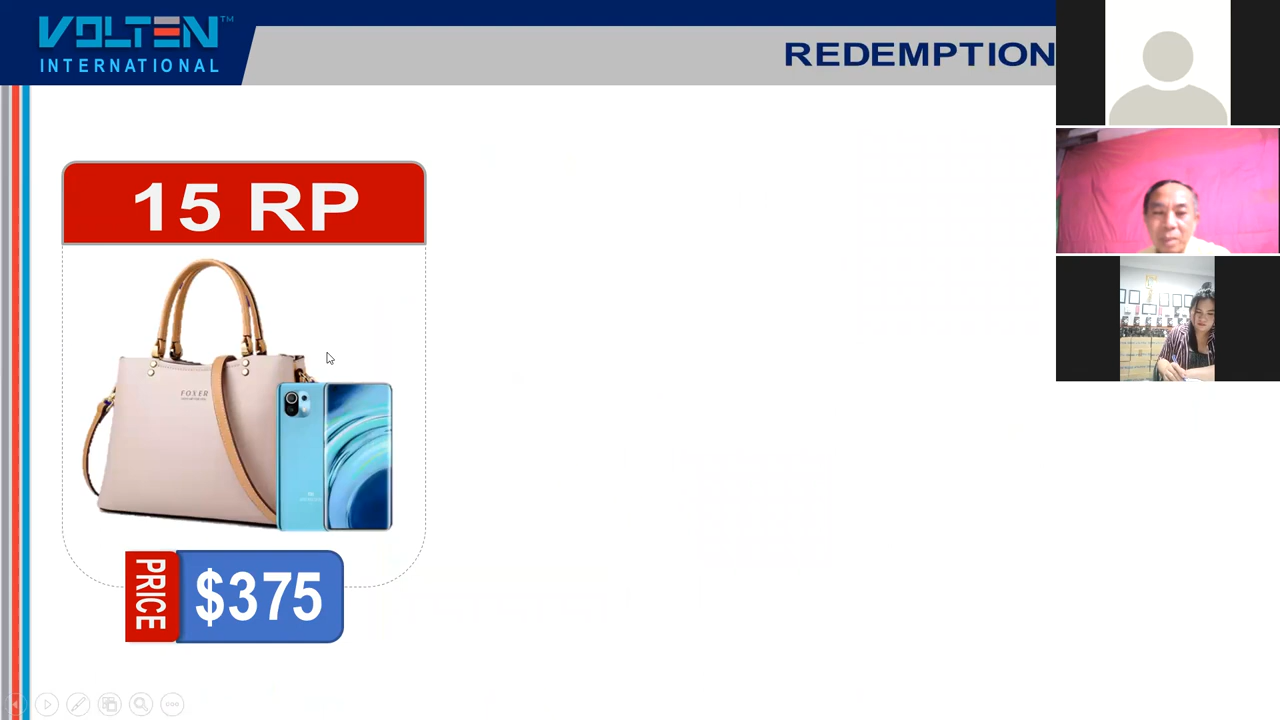 VOLTEN™
INTERNATIONAL
REDEMPTION
15 RP
FOXER
PRICE
$375